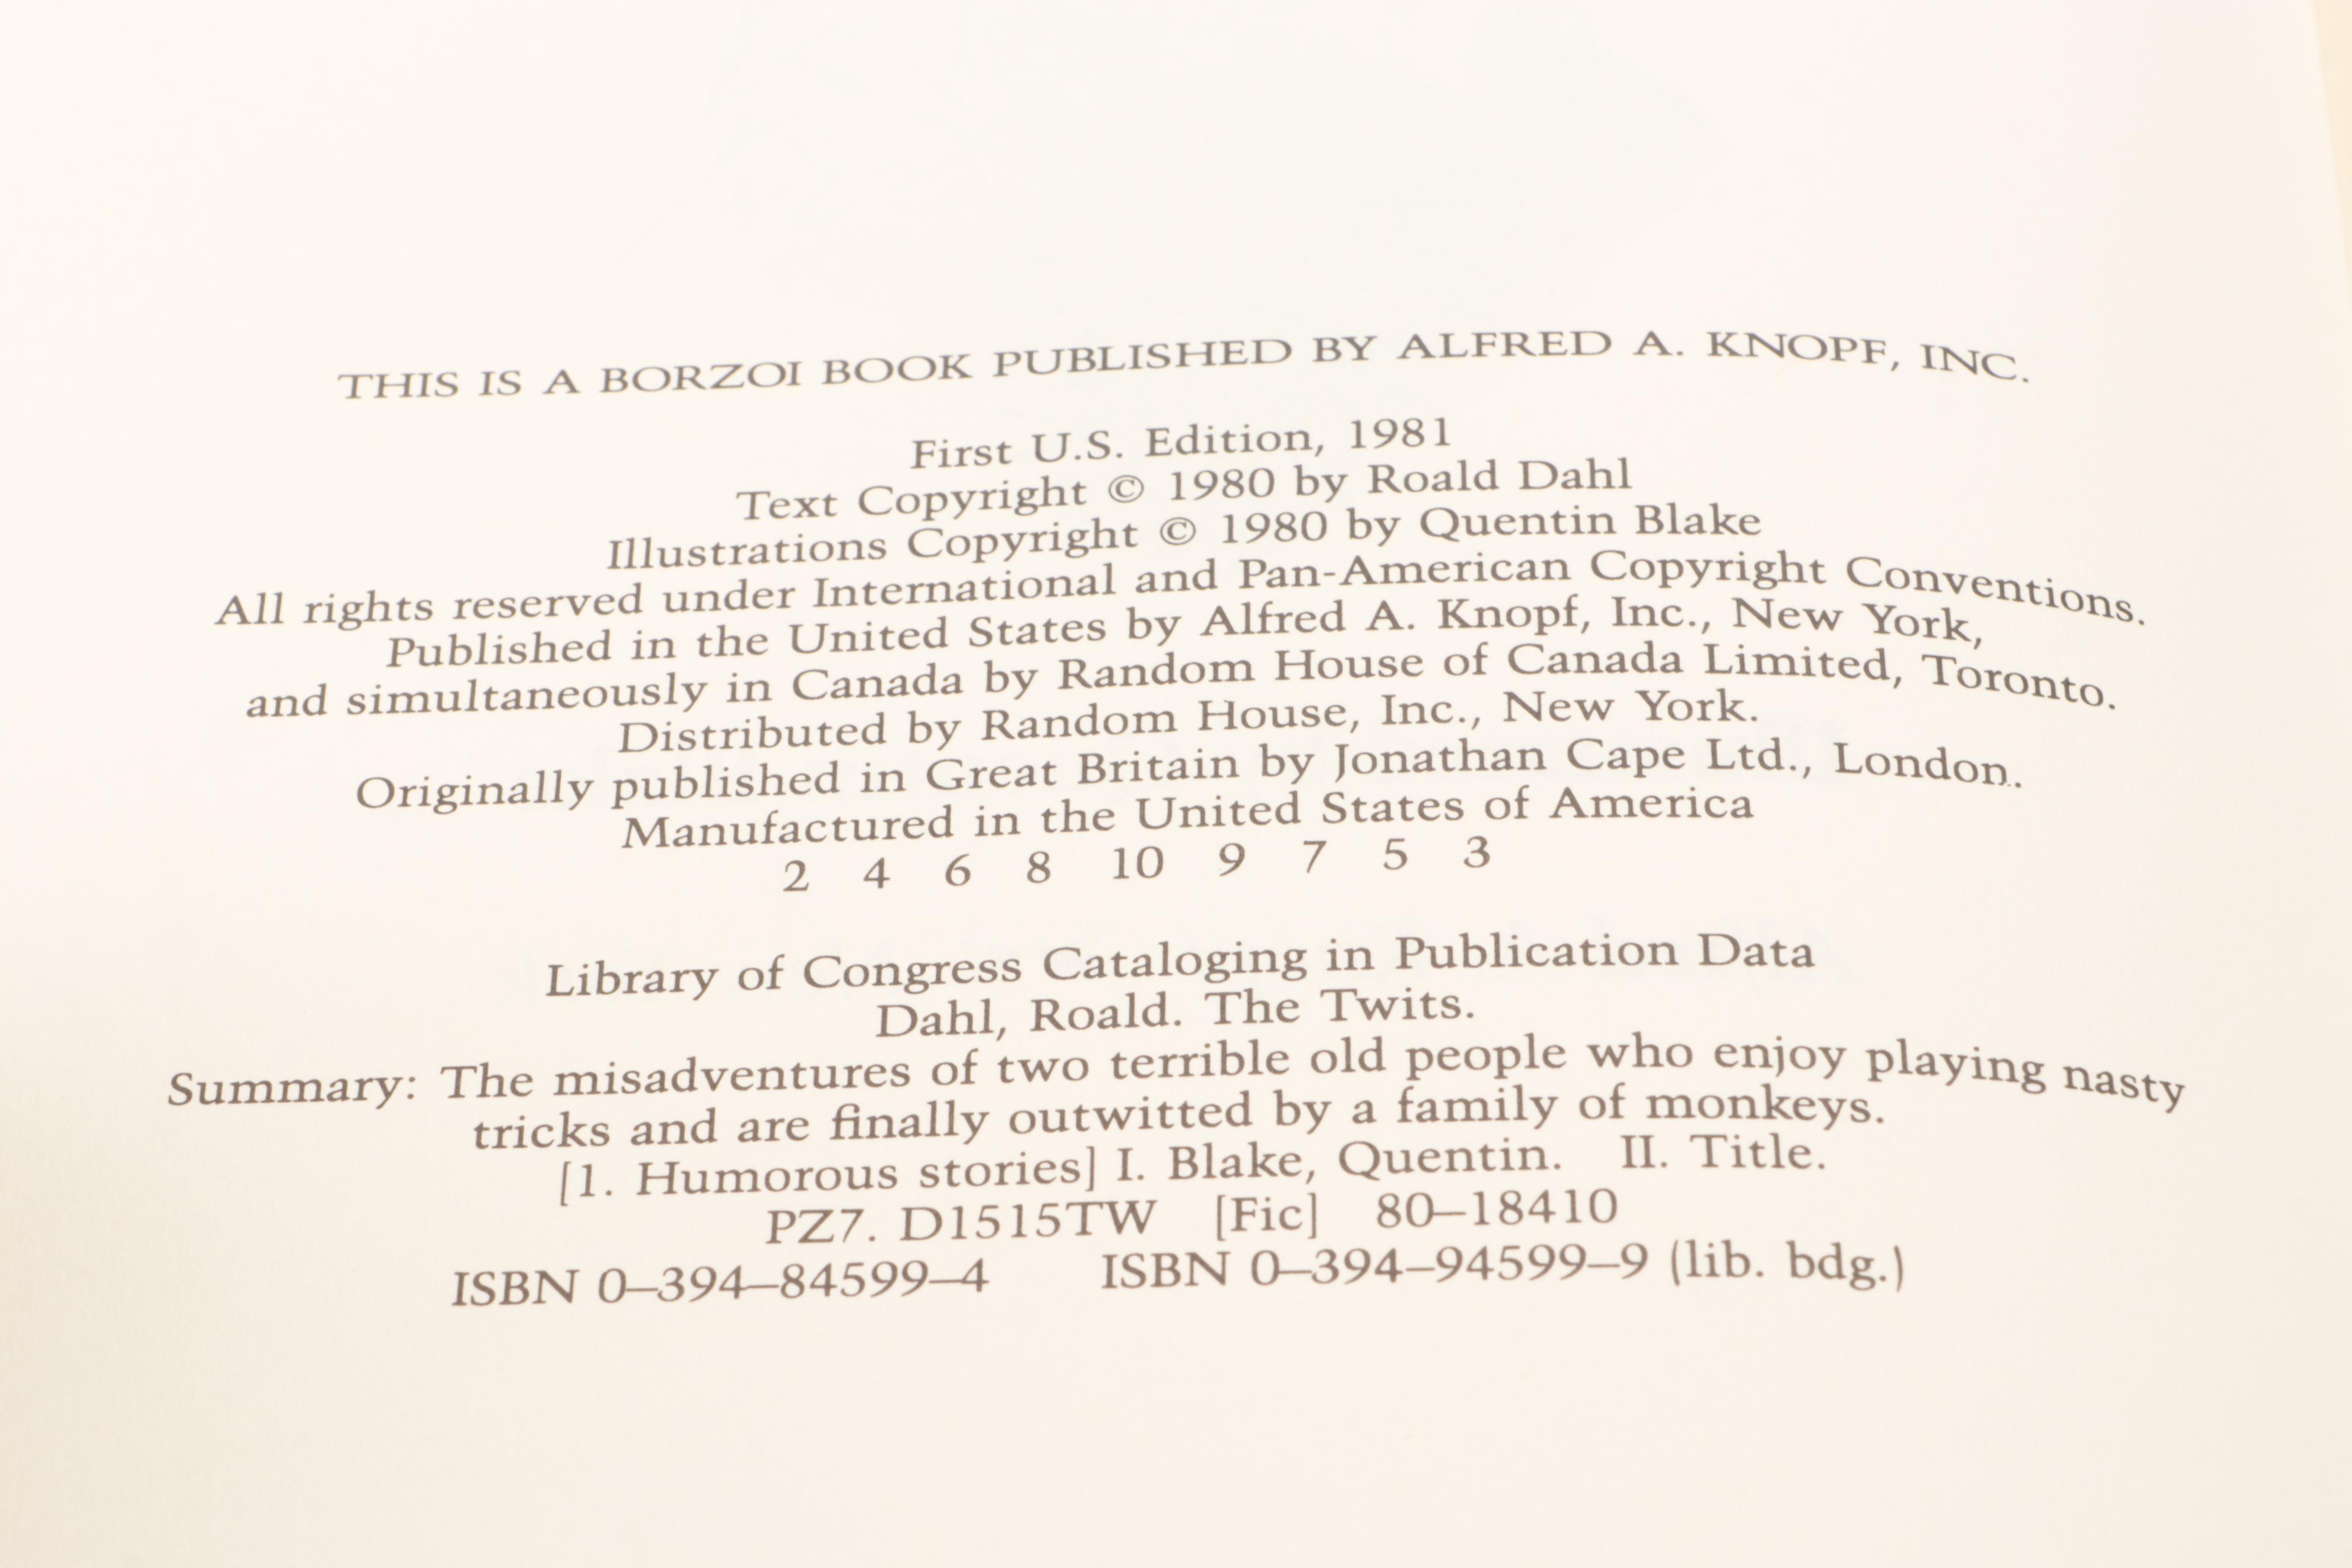 THIS IS A BORZOI BOOK PUBLISHED BY ALFRED A. KNOPF, INC.
First U.S. Edition, 1981
Text Copyright © 1980 by Roald Dahl
Illustrations Copyright © 1980 by Quentin Blake
All rights reserved under International and Pan-American Copyright Conventions.
Published in the United States by Alfred A. Knopf, Inc., New York,
and simultaneously in Canada by Random House of Canada Limited, Toronto.
Distributed by Random House, Inc., New York.
Originally published in Great Britain by Jonathan Cape Ltd., London.
Manufactured in the United States of America
2 4 6 8 10 9 7 5 3
Library of Congress Cataloging in Publication Data
Dahl, Roald. The Twits.
Summary: The misadventures of two terrible old people who enjoy playing nasty
tricks and are finally outwitted by a family of monkeys.
[1. Humorous stories] I. Blake, Quentin. II. Title.
PZ7. D1515TW [Fic] 80–18410
ISBN 0–394–84599–4 ISBN 0–394–94599–9 (lib. bdg.)